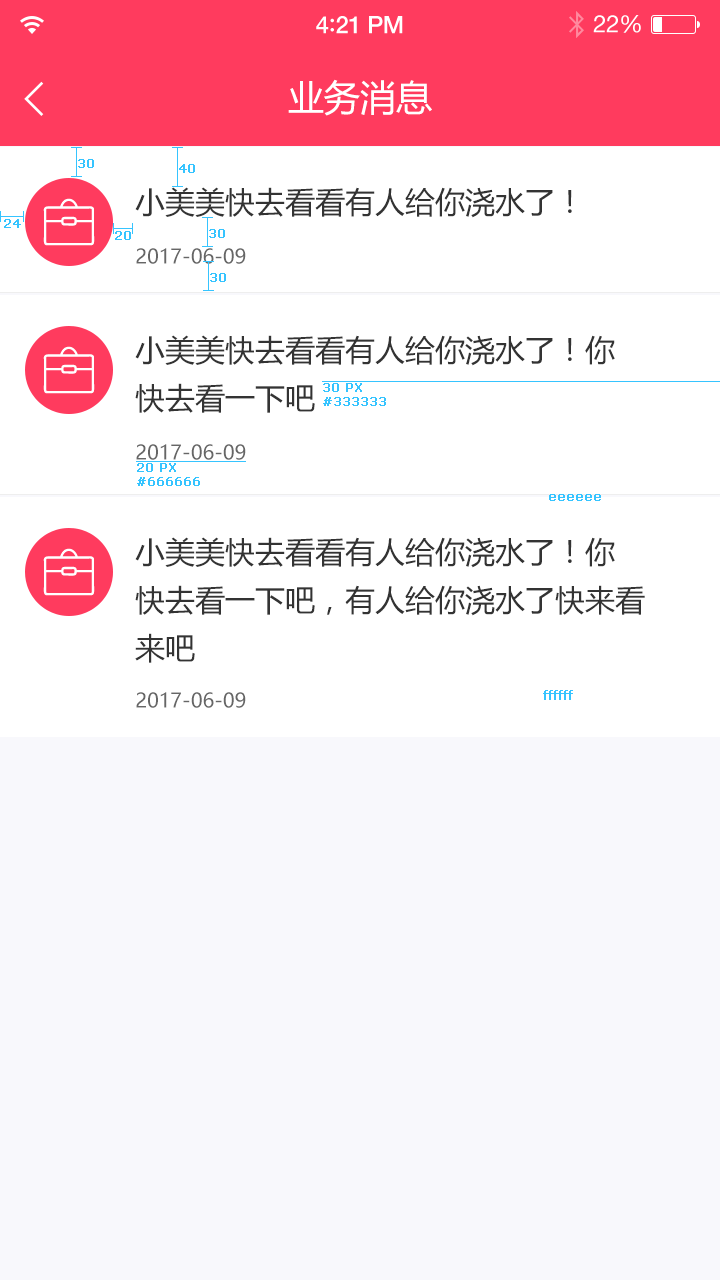 4:21 PM
22%
业务消息
30
40
小美美快去看看有人给你浇水了！
24
20
30
2017-06-09
30
小美美快去看看有人给你浇水了！你
快去看一下吧
30 PX
#333333
2017-06-09
20 PX
#666666
eeeeee
小美美快去看看有人给你浇水了！你
快去看一下吧，有人给你浇水了快来看
来吧
2017-06-09
ffffff